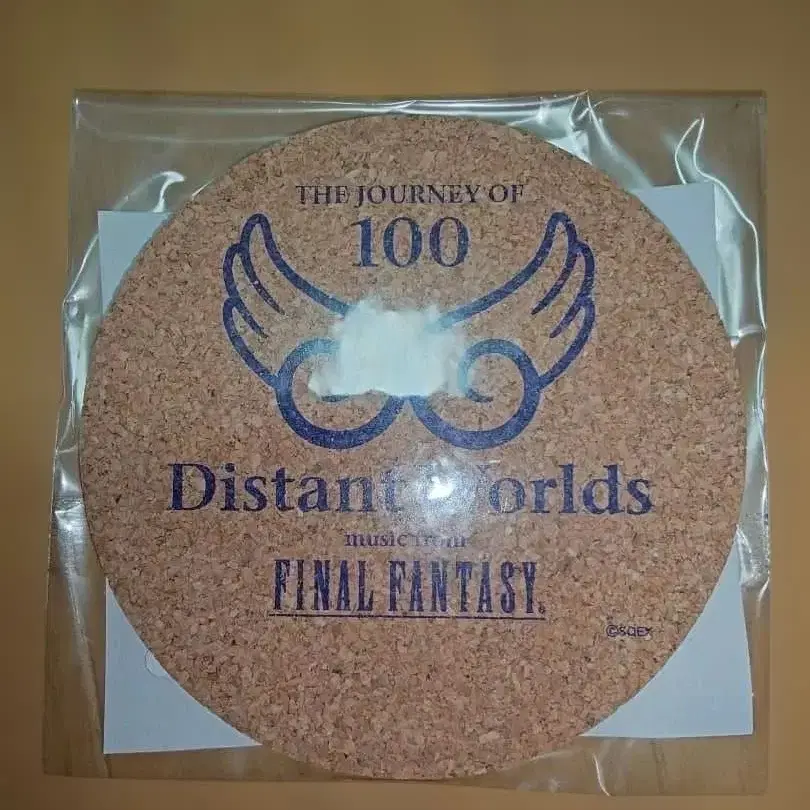 THE JOURNEY OF
100
Distant Worlds
music from
FINAL FANTASY®
©SQEX